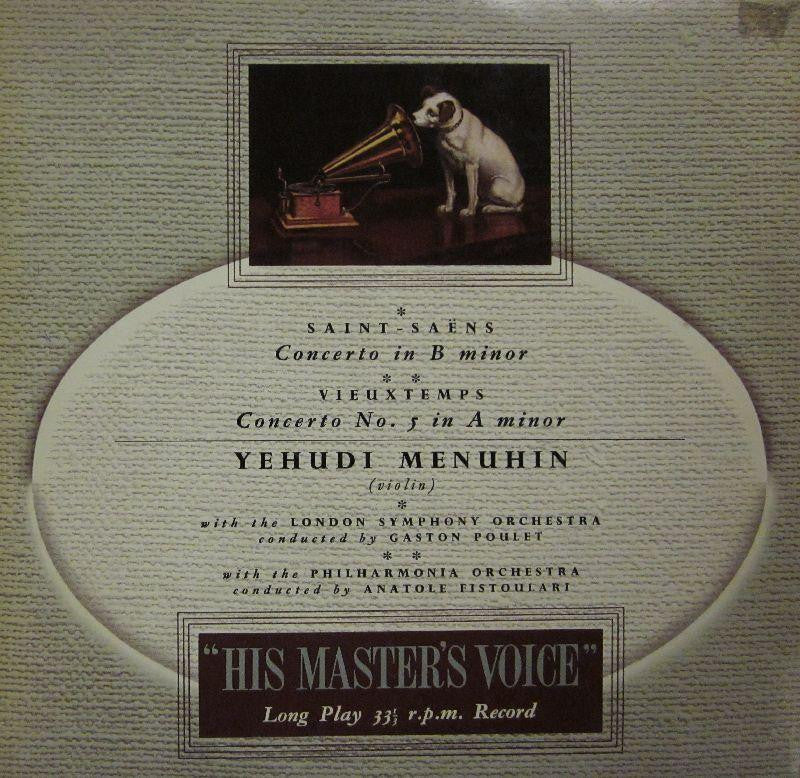 *
SAINT-SAËNS
Concerto in B minor
* *
VIEUXTEMPS
Concerto No. 5 in A minor
YEHUDI MENUHIN
(violin)
*
with the LONDON SYMPHONY ORCHESTRA
conducted by GASTON POULET
* *
with the PHILHARMONIA ORCHESTRA
conducted by ANATOLE FISTOULARI
"HIS MASTER'S VOICE"
Long Play 33⅓ r.p.m. Record